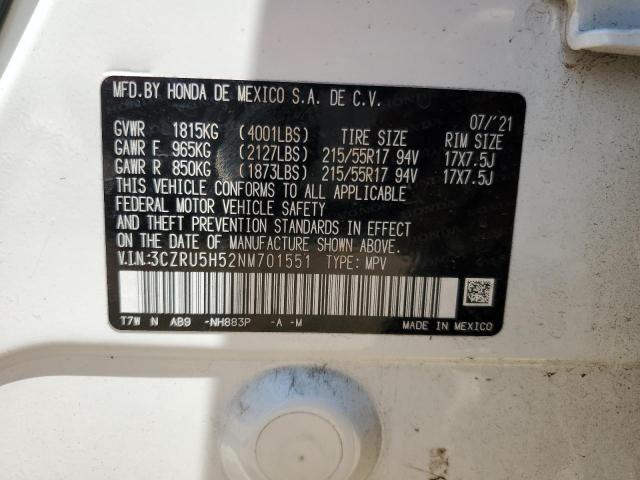 MFD.BY HONDA DE MEXICO S.A. DE C.V.
07/'21
GVWR 1815KG (4001LBS) TIRE SIZE RIM SIZE
GAWR F 965KG (2127LBS) 215/55R17 94V 17X7.5J
GAWR R 850KG (1873LBS) 215/55R17 94V 17X7.5J
THIS VEHICLE CONFORMS TO ALL APPLICABLE
FEDERAL MOTOR VEHICLE SAFETY
AND THEFT PREVENTION STANDARDS IN EFFECT
ON THE DATE OF MANUFACTURE SHOWN ABOVE.
V.I.N:3CZRU5H52NM701551 TYPE: MPV
T7W N AB9 -NH883P -A -M
MADE IN MEXICO